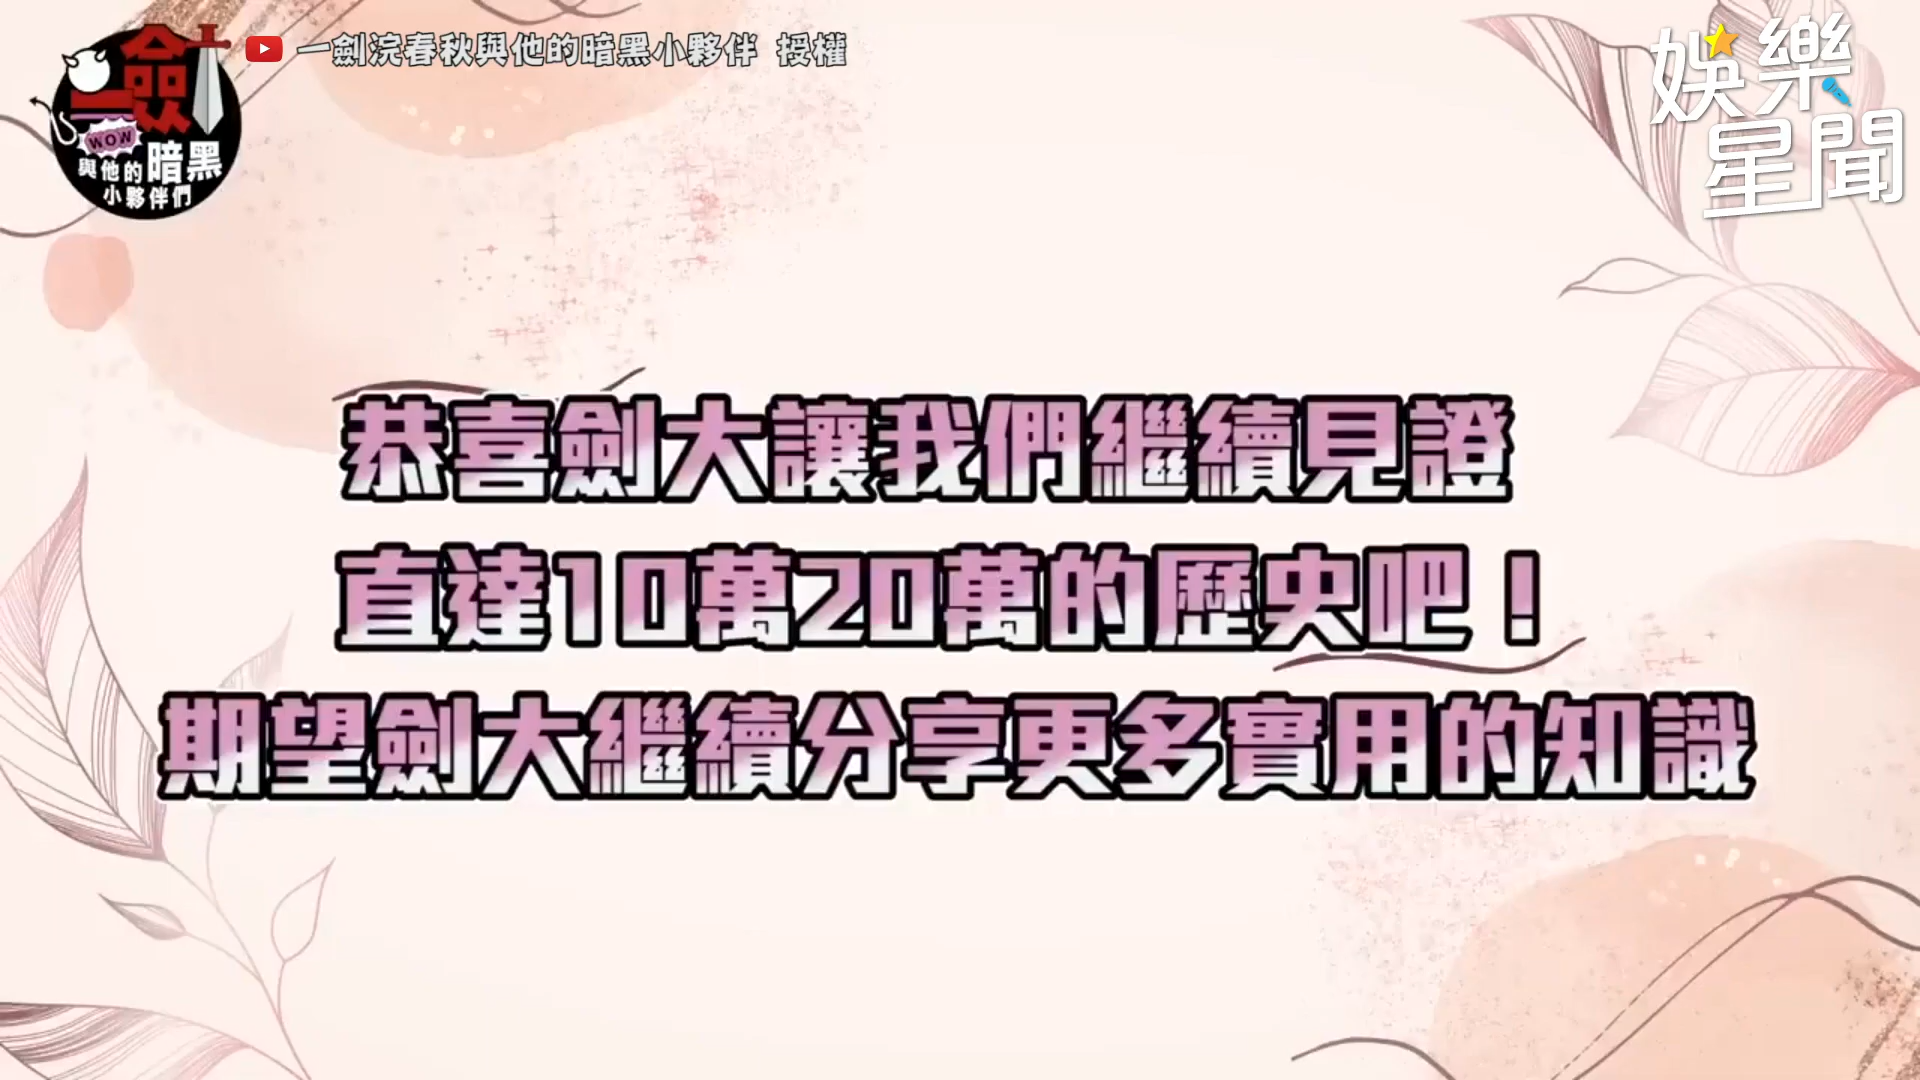 一劍浣春秋與他的暗黑小夥伴 授權
一劍
WOW
與他的暗黑
小夥伴們
娛樂
星聞
恭喜劍大讓我們繼續見證
直達10萬20萬的歷史吧！
期望劍大繼續分享更多實用的知識